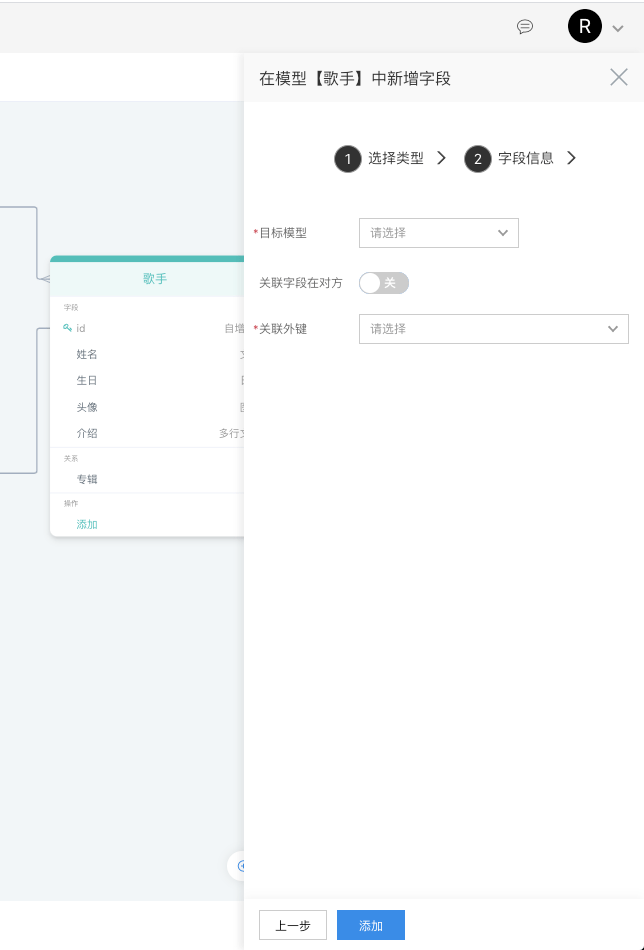 R
在模型【歌手】中新增字段
1 选择类型 2 字段信息
*目标模型 请选择
关联字段在对方 关
*关联外键 请选择
歌手
字段
id 自增
姓名
生日
头像
介绍 多行文
关系
专辑
操作
添加
上一步 添加